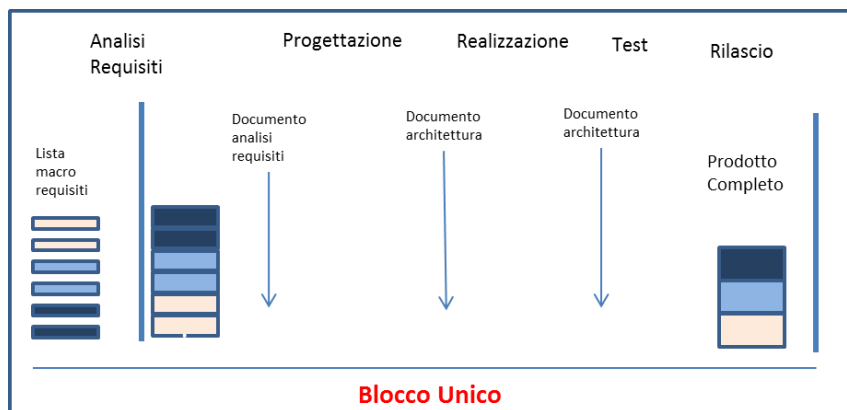 Analisi
Requisiti
Progettazione
Realizzazione
Test
Rilascio
Lista
macro
requisiti
Documento
analisi
requisiti
Documento
architettura
Documento
architettura
Prodotto
Completo
Blocco Unico